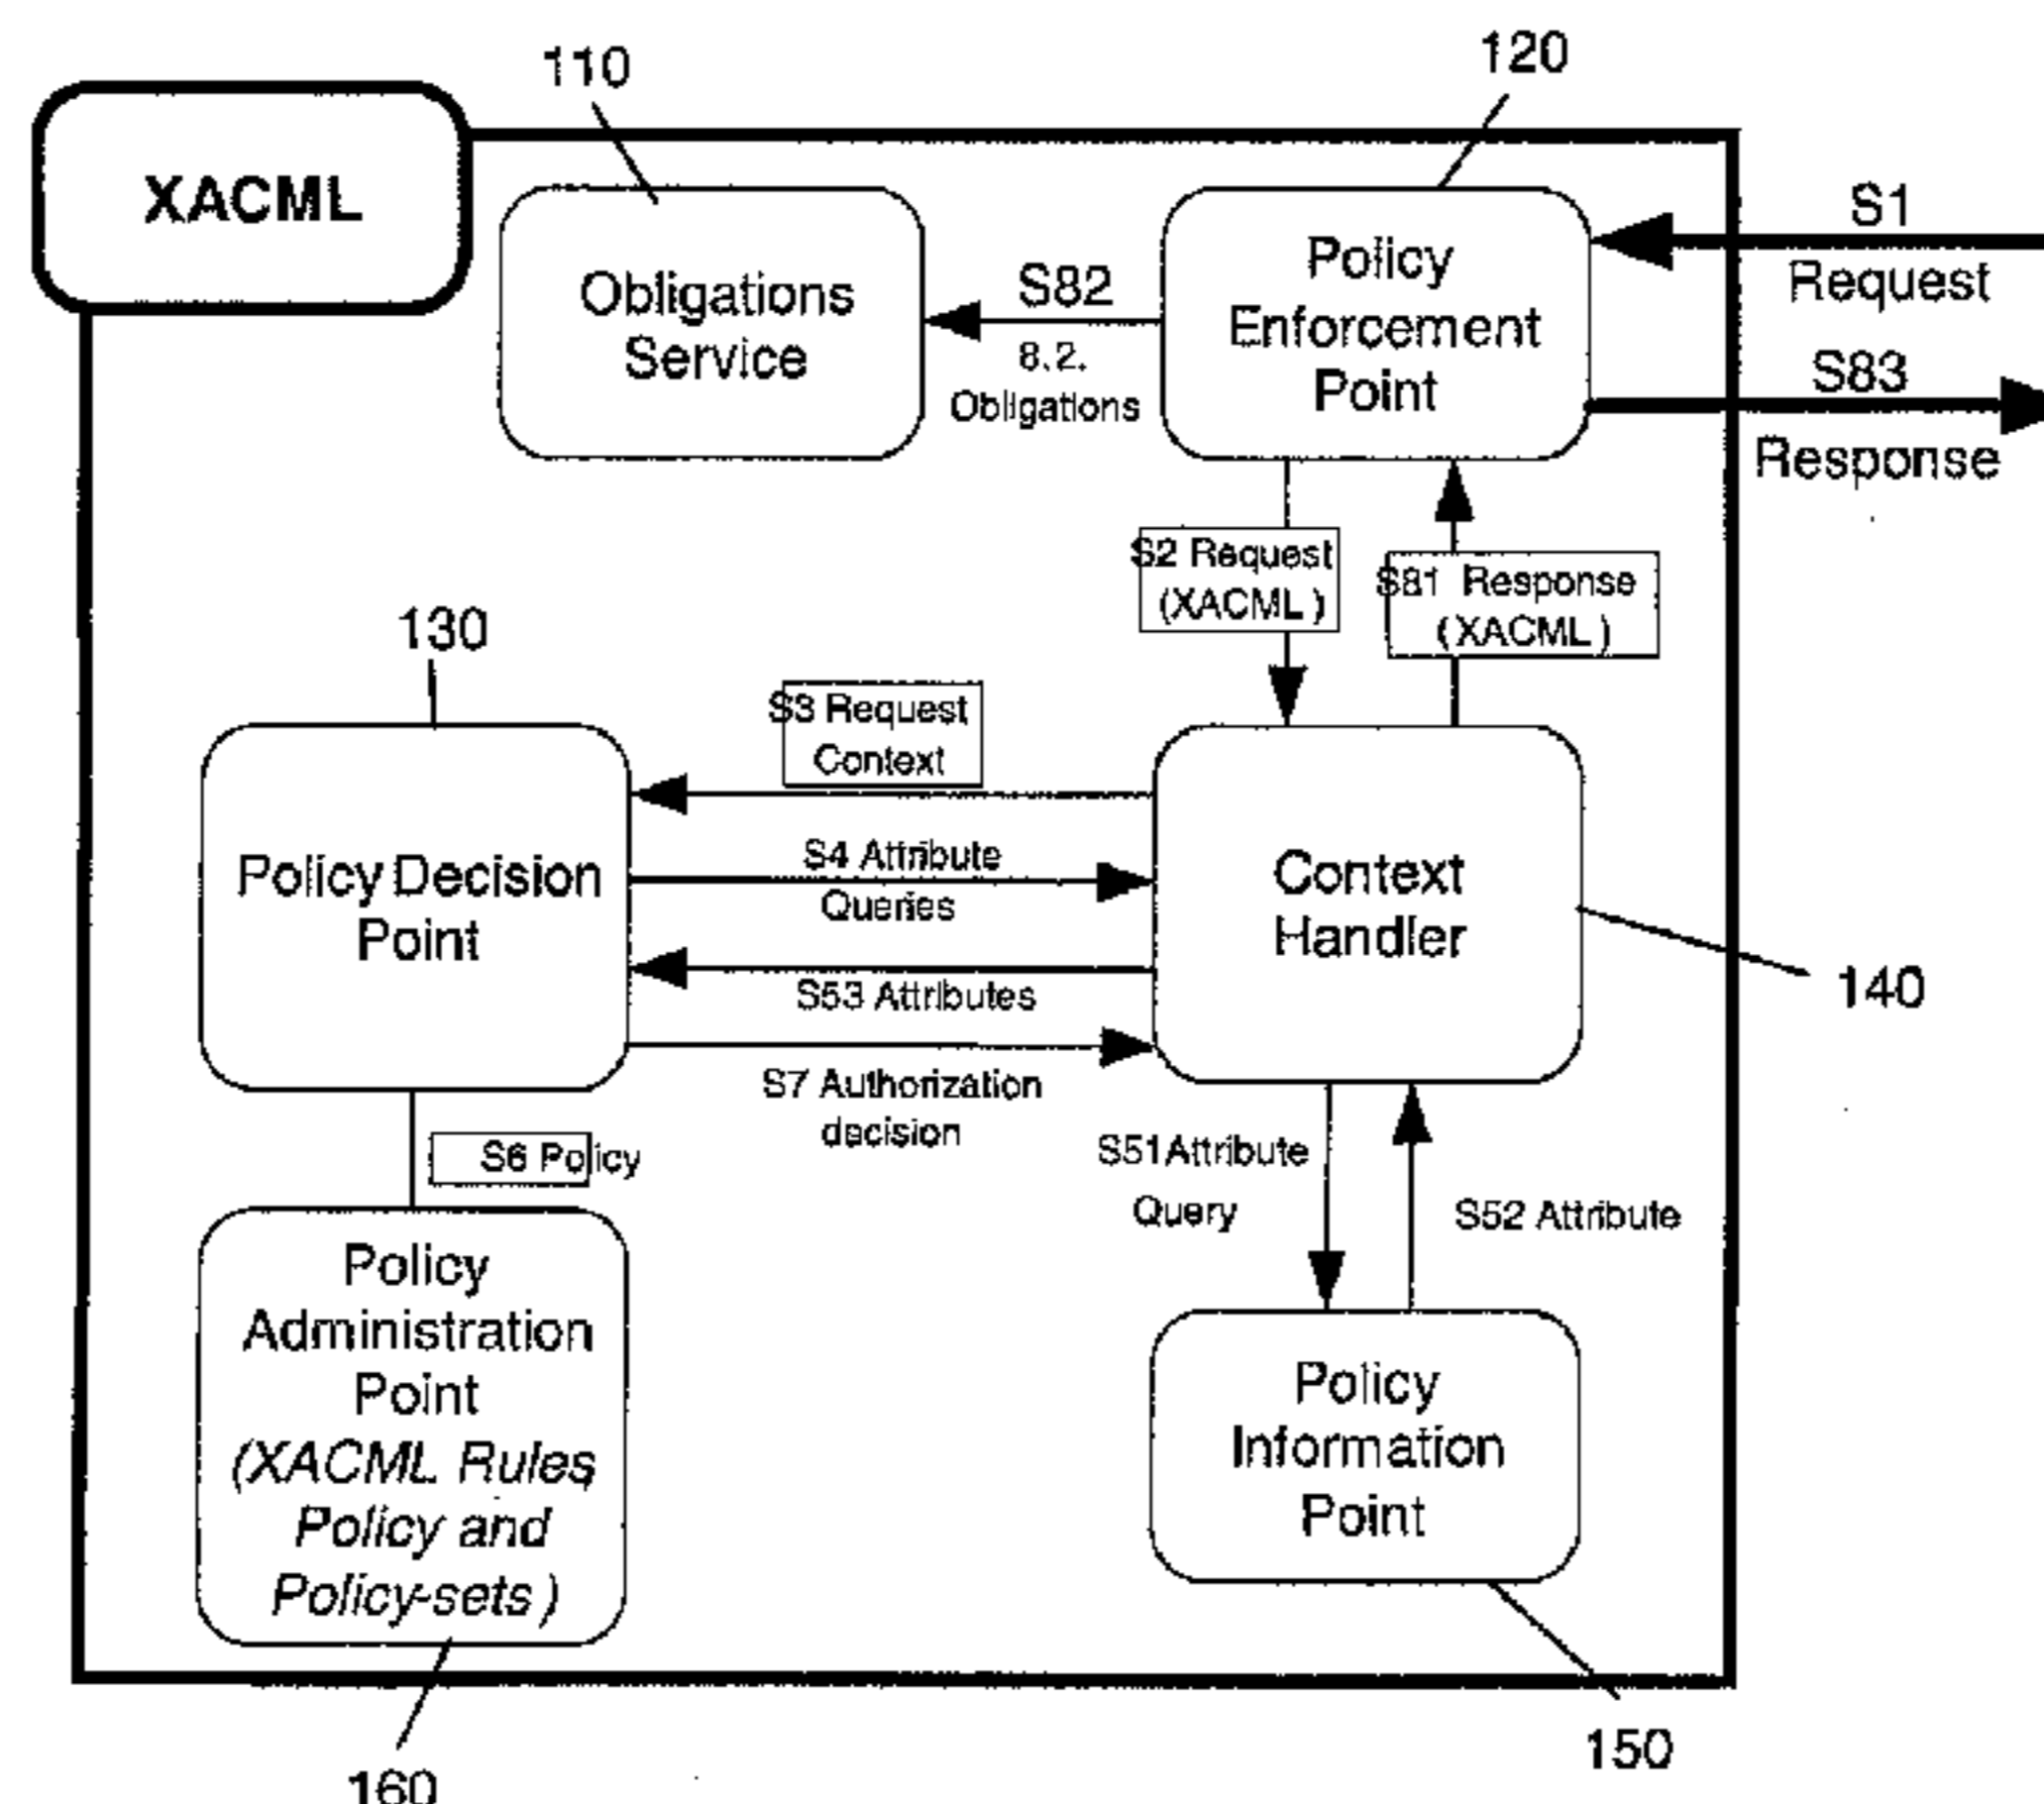 110
120
XACML
S1
Request
Policy
Enforcement
Point
Obligations
Service
S82
8.2.
Obligations
S83
Response
S2 Request
(XACML)
S81 Response
(XACML)
130
S3 Request
Context
Policy Decision
Point
S4 Attribute
Queries
Context
Handler
S53 Attributes
140
S7 Authorization
decision
S6 Policy
S51 Attribute
Query
S52 Attribute
Policy
Administration
Point
(XACML Rules
Policy and
Policy-sets)
Policy
Information
Point
150
160